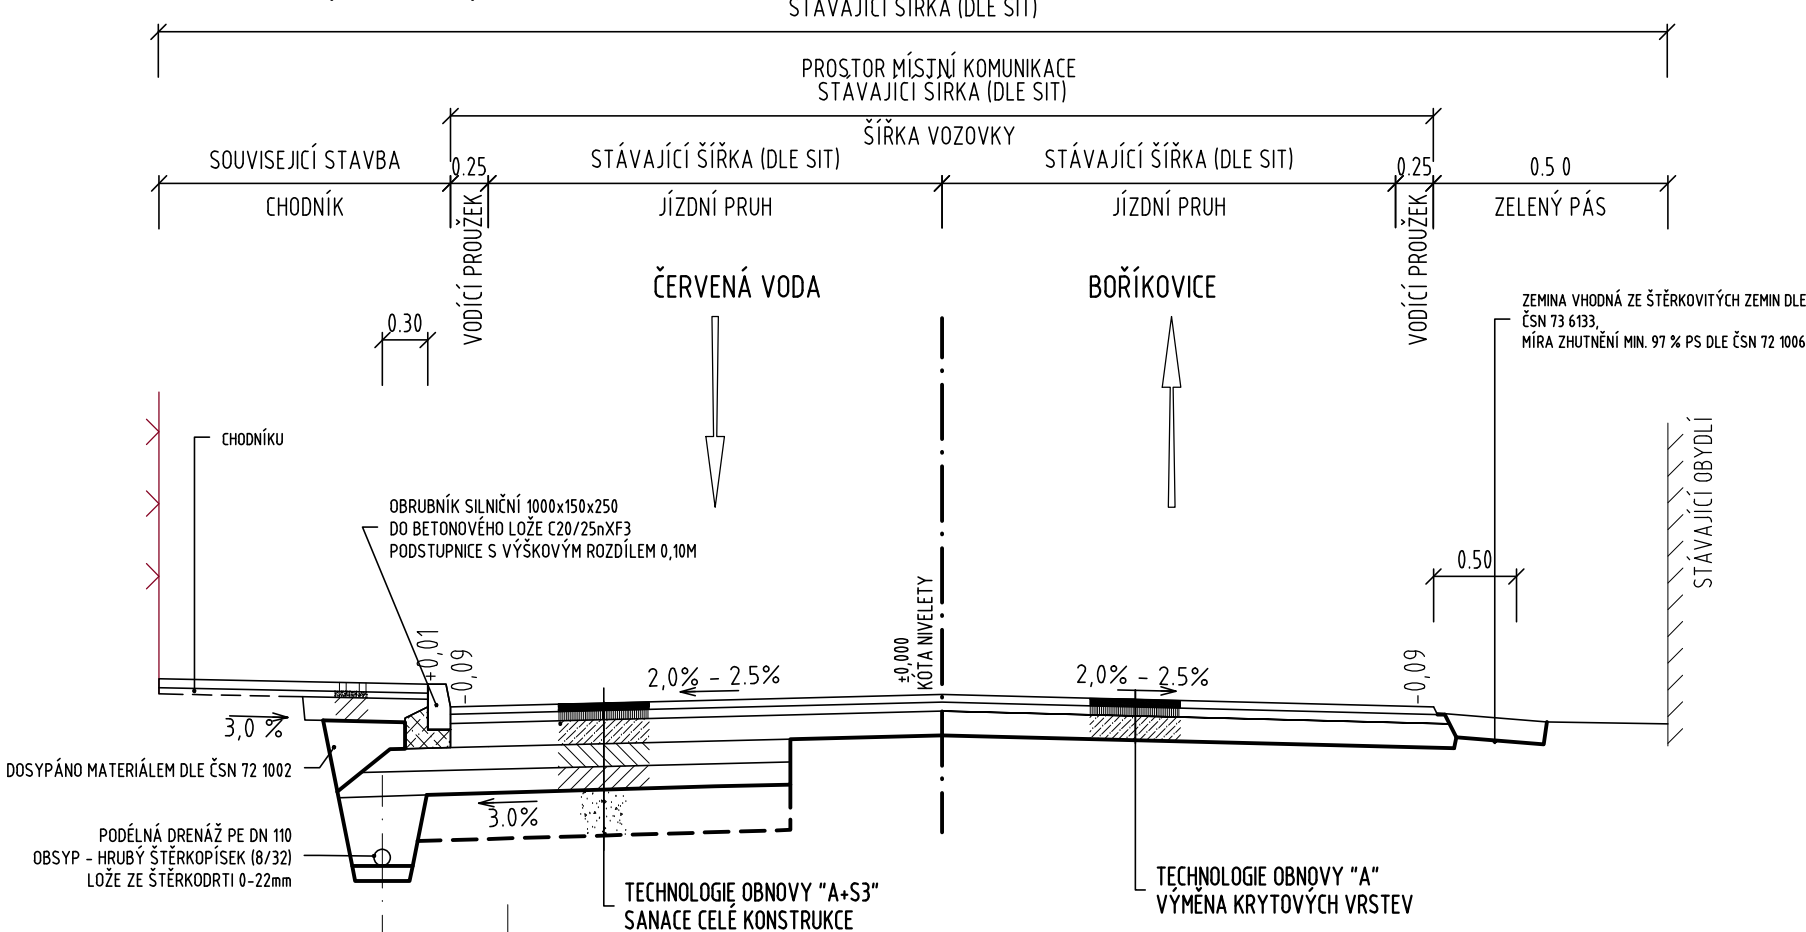 STÁVAJÍCÍ ŠÍŘKA (DLE SIT)
PROSTOR MÍSTNÍ KOMUNIKACE
STÁVAJÍCÍ ŠÍŘKA (DLE SIT)
ŠÍŘKA VOZOVKY
SOUVISEJICÍ STAVBA
0.25
STÁVAJÍCÍ ŠÍŘKA (DLE SIT)
STÁVAJÍCÍ ŠÍŘKA (DLE SIT)
0.25
0.5 0
CHODNÍK
VODÍCÍ PROUŽEK
JÍZDNÍ PRUH
JÍZDNÍ PRUH
VODÍCÍ PROUŽEK
ZELENÝ PÁS
ČERVENÁ VODA
BOŘÍKOVICE
ZEMINA VHODNÁ ZE ŠTĚRKOVITÝCH ZEMIN DLE
ČSN 73 6133,
MÍRA ZHUTNĚNÍ MIN. 97 % PS DLE ČSN 72 1006
0.30
CHODNÍKU
STÁVAJÍCÍ OBYDLÍ
OBRUBNÍK SILNIČNÍ 1000x150x250
DO BETONOVÉHO LOŽE C20/25nXF3
PODSTUPNICE S VÝŠKOVÝM ROZDÍLEM 0,10M
0.50
+0,01
-0,09
±0,000
KÓTA NIVELETY
-0,09
2,0% - 2.5%
2,0% - 2.5%
3,0 %
DOSYPÁNO MATERIÁLEM DLE ČSN 72 1002
3.0%
PODÉLNÁ DRENÁŽ PE DN 110
OBSYP - HRUBÝ ŠTĚRKOPÍSEK (8/32)
LOŽE ZE ŠTĚRKODRTI 0-22mm
TECHNOLOGIE OBNOVY "A+S3"
SANACE CELÉ KONSTRUKCE
TECHNOLOGIE OBNOVY "A"
VÝMĚNA KRYTOVÝCH VRSTEV